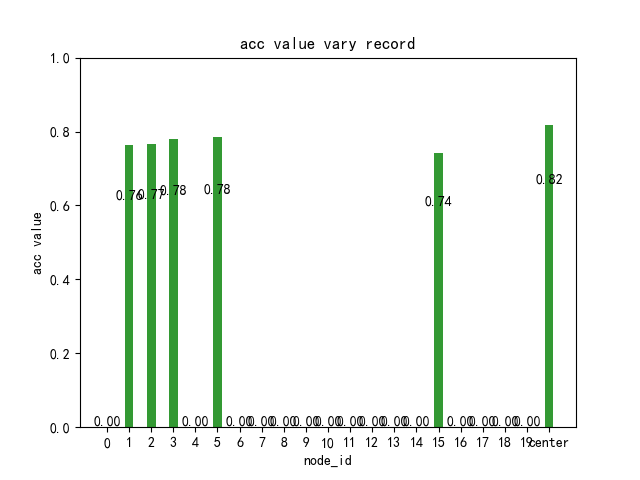 acc value vary record
1.0
0.8
0.6
0.4
0.2
0.0
acc value
0.00 0.76 0.77 0.78 0.00 0.78 0.00 0.00 0.00 0.00 0.00 0.00 0.00 0.00 0.00 0.74 0.00 0.00 0.00 0.00 0.82
0 1 2 3 4 5 6 7 8 9 10 11 12 13 14 15 16 17 18 19 center
node_id